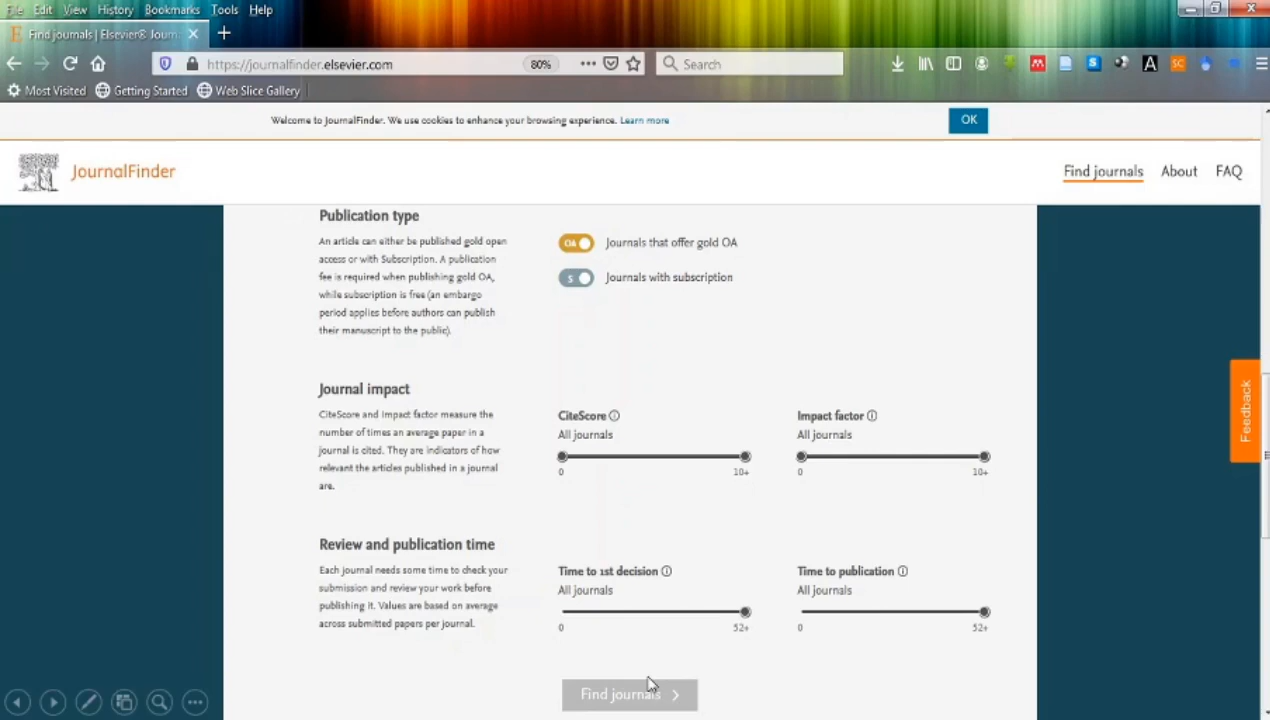 File Edit View History Bookmarks Tools Help
Find journals | Elsevier® Journ
https://journalfinder.elsevier.com
80%
Search
Most Visited Getting Started Web Slice Gallery
Welcome to JournalFinder. We use cookies to enhance your browsing experience. Learn more
OK
JournalFinder
Find journals About FAQ
Publication type
An article can either be published gold open
access or with Subscription. A publication
fee is required when publishing gold OA,
while subscription is free (an embargo
period applies before authors can publish
their manuscript to the public).
OA Journals that offer gold OA
S Journals with subscription
Journal impact
CiteScore and Impact factor measure the
number of times an average paper in a
journal is cited. They are indicators of how
relevant the articles published in a journal
are.
CiteScore
All journals
0 10+
Impact factor
All journals
0 10+
Review and publication time
Each journal needs some time to check your
submission and review your work before
publishing it. Values are based on average
across submitted papers per journal.
Time to 1st decision
All journals
0 52+
Time to publication
All journals
0 52+
Find journals
Feedback